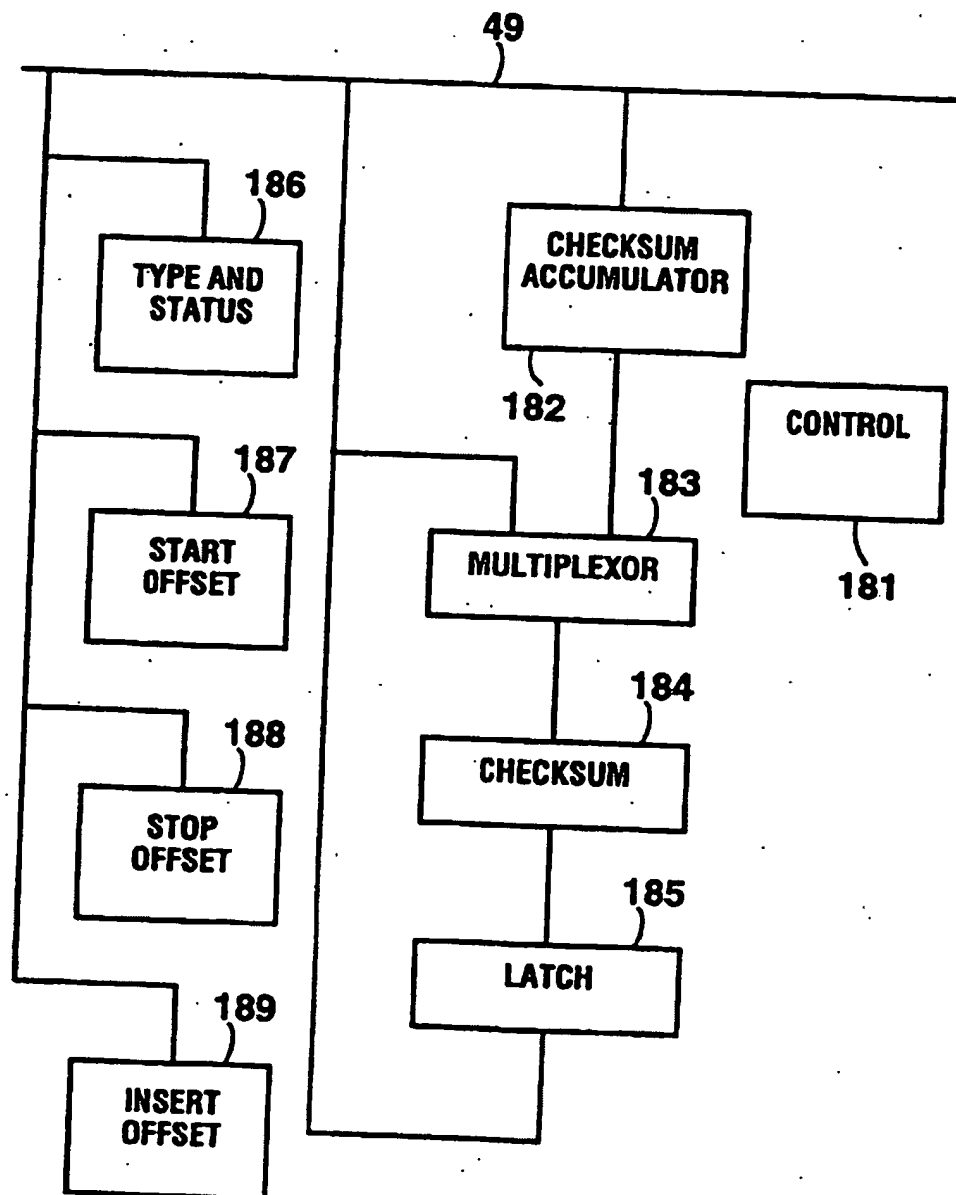 49
186
TYPE AND
STATUS
CHECKSUM
ACCUMULATOR
182
CONTROL
181
187
START
OFFSET
183
MULTIPLEXOR
184
CHECKSUM
188
STOP
OFFSET
185
LATCH
189
INSERT
OFFSET